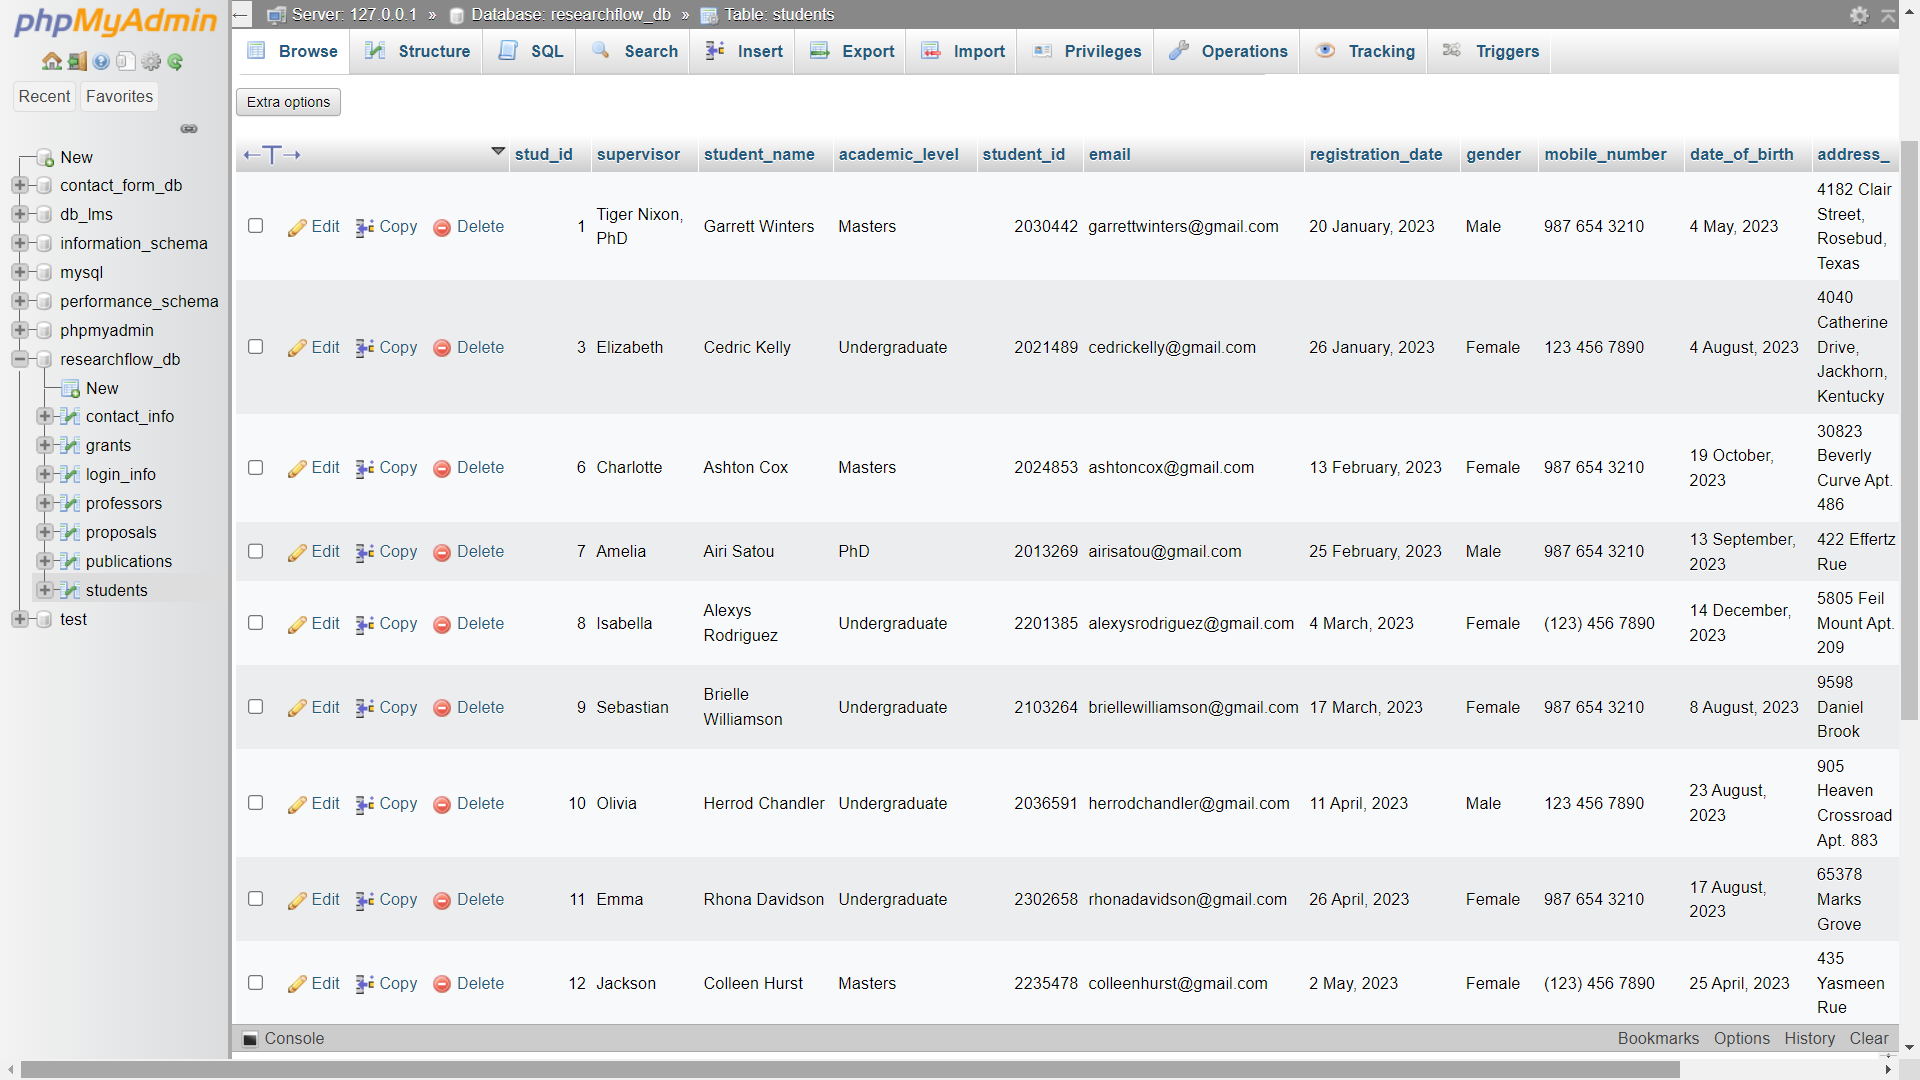 phpMyAdmin
Recent Favorites
New
contact_form_db
db_lms
information_schema
mysql
performance_schema
phpmyadmin
researchflow_db
New
contact_info
grants
login_info
professors
proposals
publications
students
test
Server: 127.0.0.1 » Database: researchflow_db » Table: students
Browse Structure SQL Search Insert Export Import Privileges Operations Tracking Triggers
Extra options
stud_id supervisor student_name academic_level student_id email registration_date gender mobile_number date_of_birth address_
Edit Copy Delete 1 Tiger Nixon, PhD Garrett Winters Masters 2030442 garrettwinters@gmail.com 20 January, 2023 Male 987 654 3210 4 May, 2023 4182 Clair Street, Rosebud, Texas
Edit Copy Delete 3 Elizabeth Cedric Kelly Undergraduate 2021489 cedrickelly@gmail.com 26 January, 2023 Female 123 456 7890 4 August, 2023 4040 Catherine Drive, Jackhorn, Kentucky
Edit Copy Delete 6 Charlotte Ashton Cox Masters 2024853 ashtoncox@gmail.com 13 February, 2023 Female 987 654 3210 19 October, 2023 30823 Beverly Curve Apt. 486
Edit Copy Delete 7 Amelia Airi Satou PhD 2013269 airisatou@gmail.com 25 February, 2023 Male 987 654 3210 13 September, 2023 422 Effertz Rue
Edit Copy Delete 8 Isabella Alexys Rodriguez Undergraduate 2201385 alexysrodriguez@gmail.com 4 March, 2023 Female (123) 456 7890 14 December, 2023 5805 Feil Mount Apt. 209
Edit Copy Delete 9 Sebastian Brielle Williamson Undergraduate 2103264 briellewilliamson@gmail.com 17 March, 2023 Female 987 654 3210 8 August, 2023 9598 Daniel Brook
Edit Copy Delete 10 Olivia Herrod Chandler Undergraduate 2036591 herrodchandler@gmail.com 11 April, 2023 Male 123 456 7890 23 August, 2023 905 Heaven Crossroad Apt. 883
Edit Copy Delete 11 Emma Rhona Davidson Undergraduate 2302658 rhonadavidson@gmail.com 26 April, 2023 Female 987 654 3210 17 August, 2023 65378 Marks Grove
Edit Copy Delete 12 Jackson Colleen Hurst Masters 2235478 colleenhurst@gmail.com 2 May, 2023 Female (123) 456 7890 25 April, 2023 435 Yasmeen Rue
Console Bookmarks Options History Clear